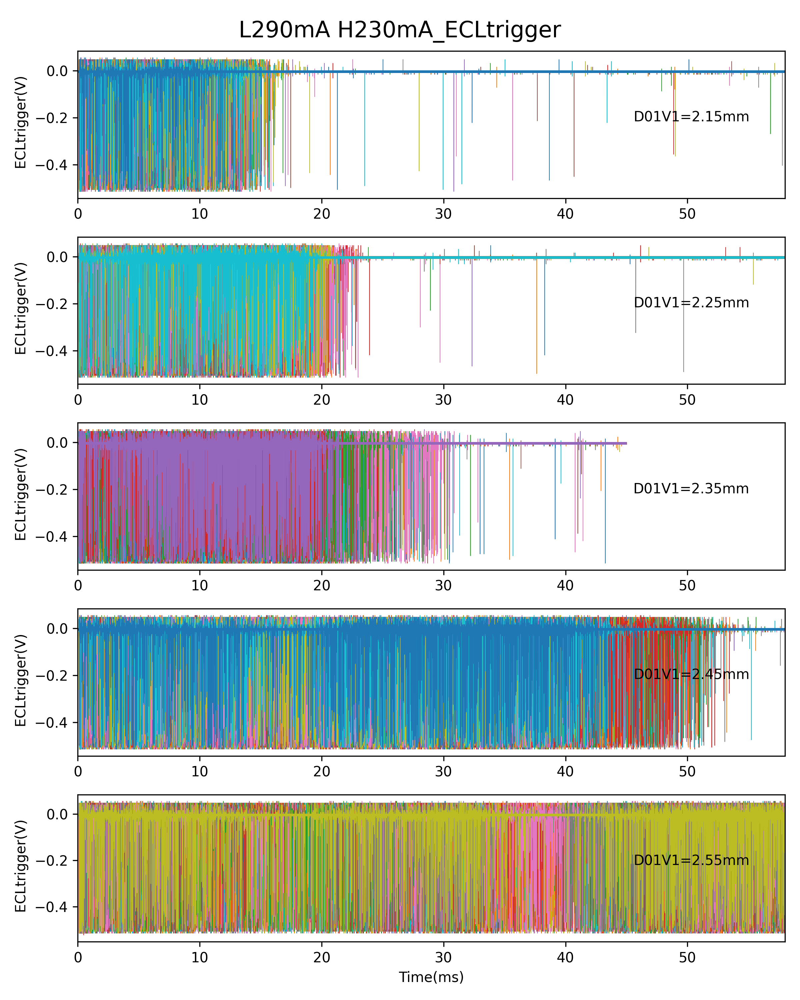 L290mA H230mA_ECLtrigger
ECLtrigger(V)
0.0
−0.2
−0.4
D01V1=2.15mm
0 10 20 30 40 50
ECLtrigger(V)
0.0
−0.2
−0.4
D01V1=2.25mm
0 10 20 30 40 50
ECLtrigger(V)
0.0
−0.2
−0.4
D01V1=2.35mm
0 10 20 30 40 50
ECLtrigger(V)
0.0
−0.2
−0.4
D01V1=2.45mm
0 10 20 30 40 50
ECLtrigger(V)
0.0
−0.2
−0.4
D01V1=2.55mm
0 10 20 30 40 50
Time(ms)